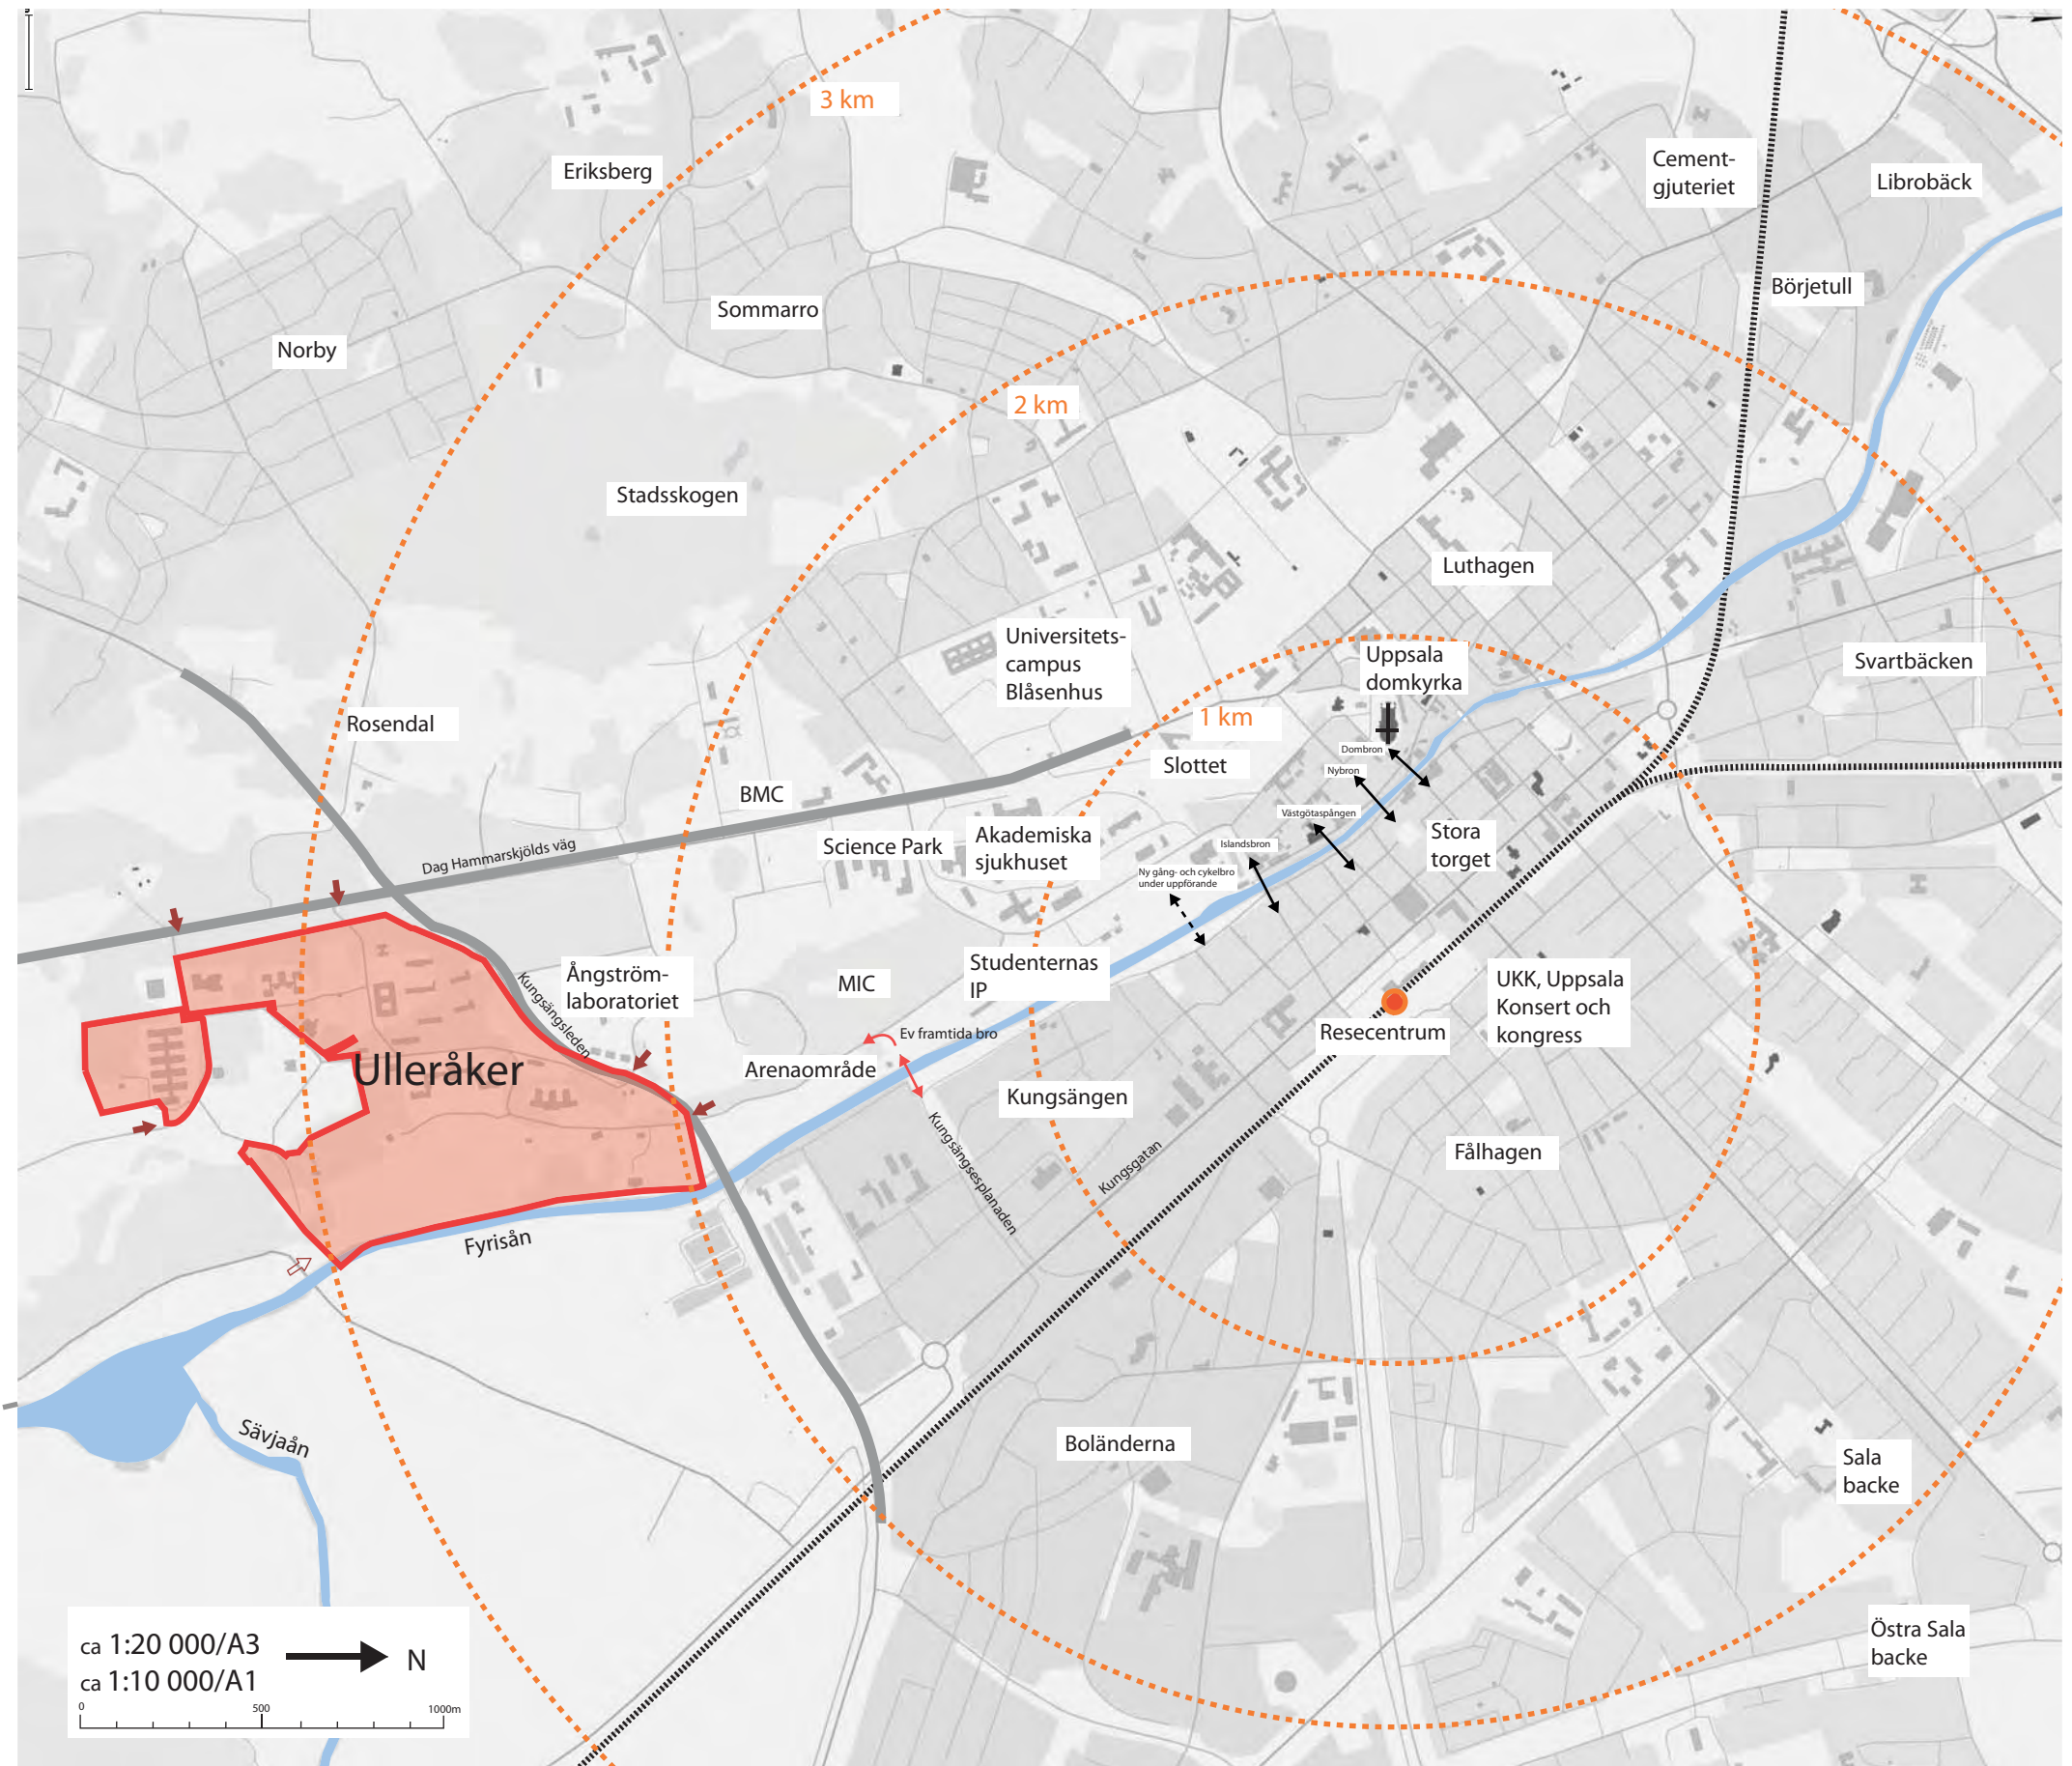 3 km
Eriksberg
Cement-
gjuteriet
Librobäck
Börjetull
Sommarro
Norby
2 km
Stadsskogen
Luthagen
Universitets-
campus
Blåsenhus
Uppsala
domkyrka
Svartbäcken
Rosendal
1 km
Slottet
Dombron
Nybron
BMC
Västgötaspången
Stora
torget
Science Park
Akademiska
sjukhuset
Islandsbron
Dag Hammarskjölds väg
Ny gång- och cykelbro
under uppförande
Ångström-
laboratoriet
Kungsängsleden
MIC
Studenternas
IP
UKK, Uppsala
Konsert och
kongress
Resecentrum
Ev framtida bro
Ulleråker
Arenaområde
Kungsängen
Kungsängsesplanaden
Kungsgatan
Fålhagen
Fyrisån
Sävjaån
Boländerna
Sala
backe
Östra Sala
backe
ca 1:20 000/A3
N
ca 1:10 000/A1
0 500 1000m